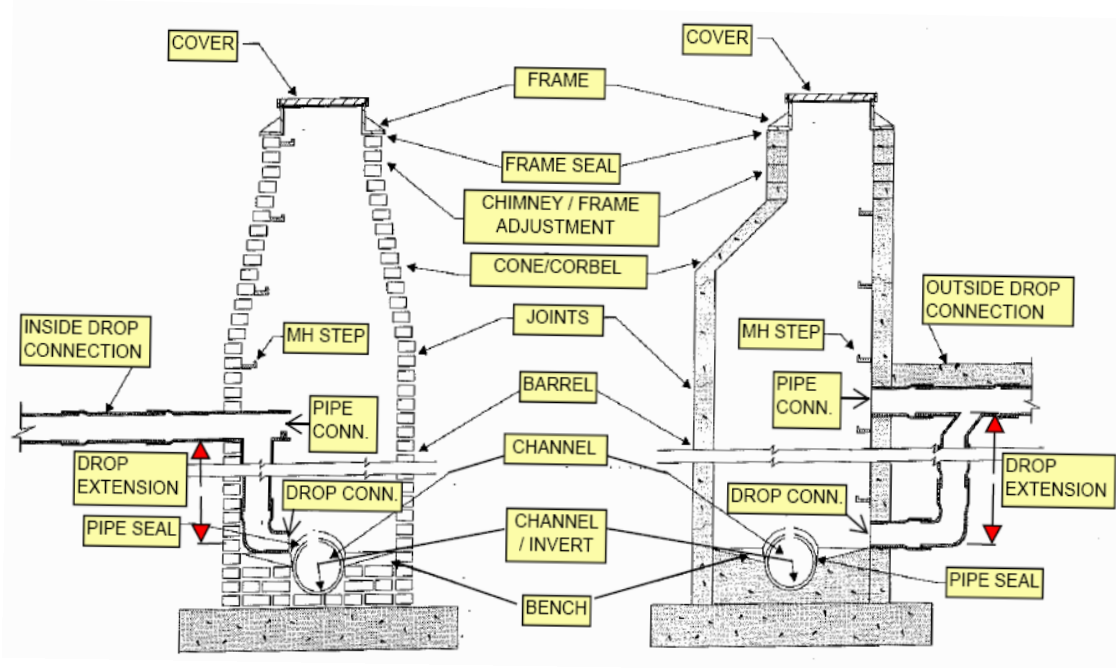 COVER
COVER
FRAME
FRAME SEAL
CHIMNEY / FRAME
ADJUSTMENT
CONE/CORBEL
OUTSIDE DROP
CONNECTION
INSIDE DROP
CONNECTION
MH STEP
JOINTS
MH STEP
PIPE
CONN.
BARREL
PIPE
CONN.
CHANNEL
DROP
EXTENSION
DROP CONN.
DROP CONN.
DROP
EXTENSION
PIPE SEAL
CHANNEL
/ INVERT
PIPE SEAL
BENCH